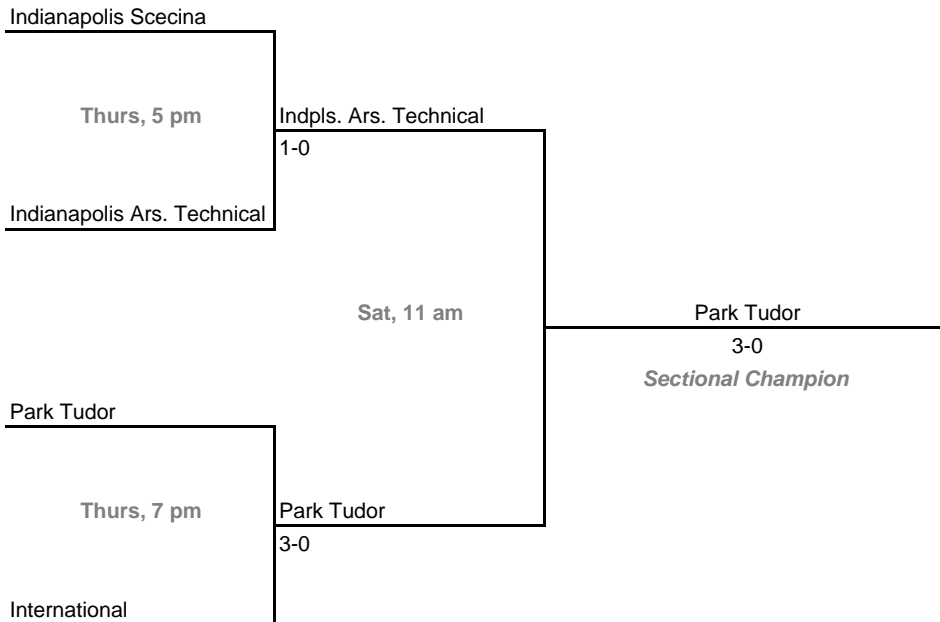 Indianapolis Scecina
Thurs, 5 pm
Indpls. Ars. Technical
1-0
Indianapolis Ars. Technical
Sat, 11 am
Park Tudor
3-0
Sectional Champion
Park Tudor
Thurs, 7 pm
Park Tudor
3-0
International